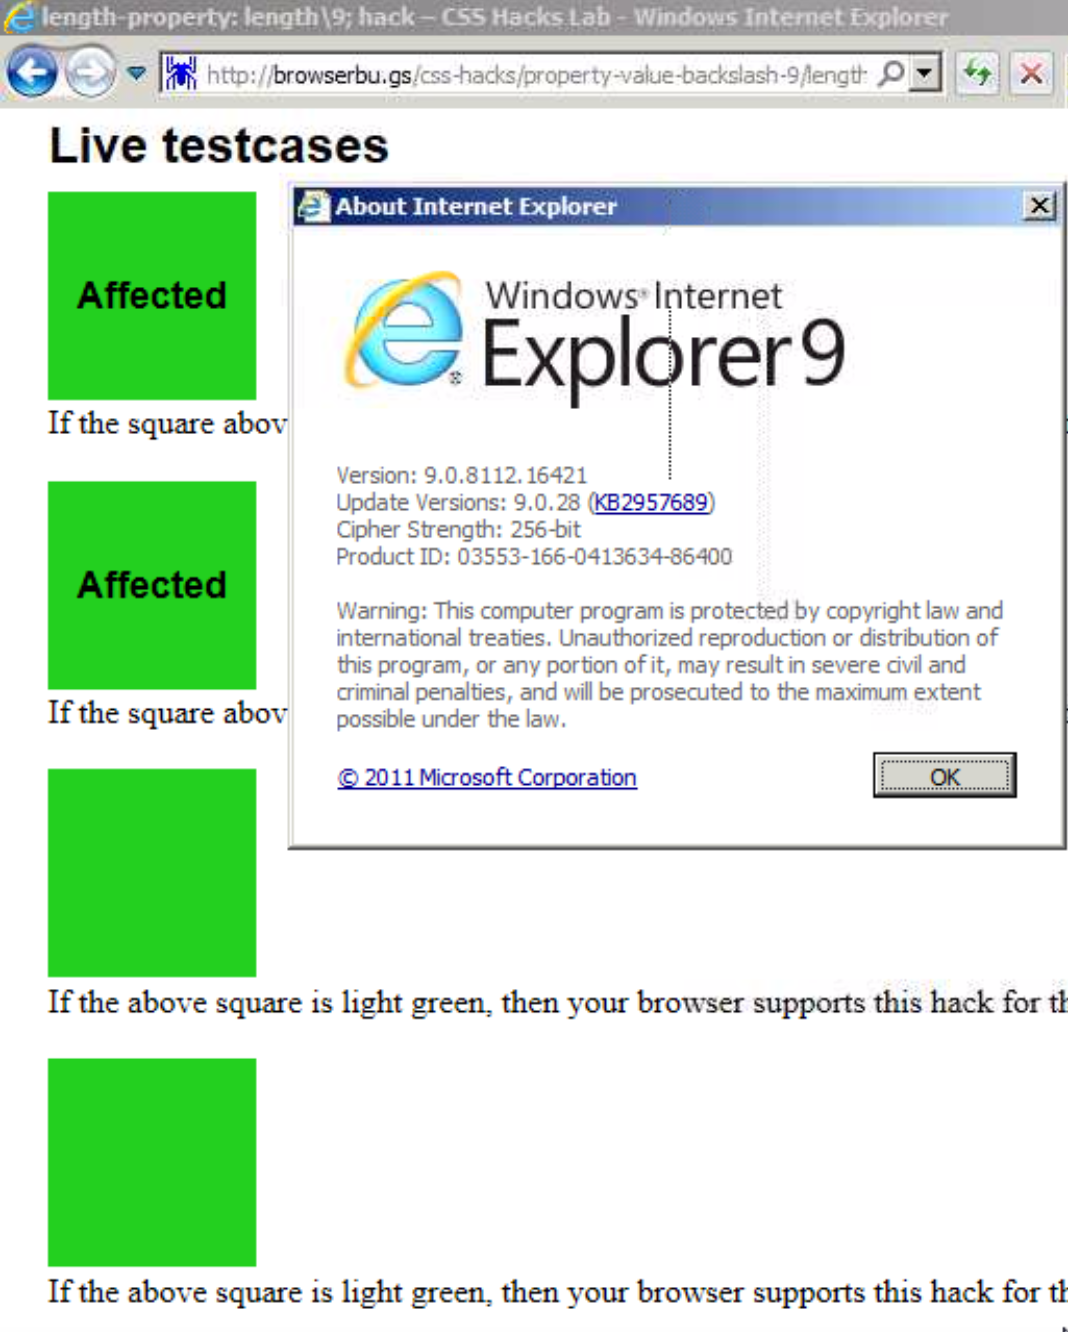 length-property: length\9; hack – CSS Hacks Lab - Windows Internet Explorer
http://browserbu.gs/css-hacks/property-value-backslash-9/length
Live testcases
Affected
If the square abov
Affected
If the square abov
About Internet Explorer
Windows® Internet
Explorer 9
Version: 9.0.8112.16421
Update Versions: 9.0.28 (KB2957689)
Cipher Strength: 256-bit
Product ID: 03553-166-0413634-86400
Warning: This computer program is protected by copyright law and
international treaties. Unauthorized reproduction or distribution of
this program, or any portion of it, may result in severe civil and
criminal penalties, and will be prosecuted to the maximum extent
possible under the law.
© 2011 Microsoft Corporation
OK
If the above square is light green, then your browser supports this hack for th
If the above square is light green, then your browser supports this hack for th